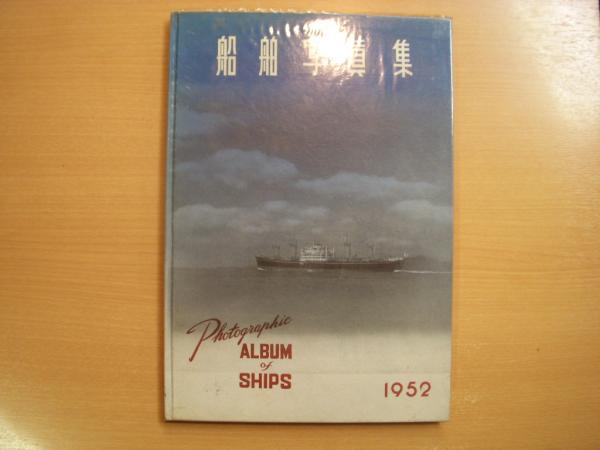 船舶写真集
Photographic
ALBUM
of
SHIPS
1952